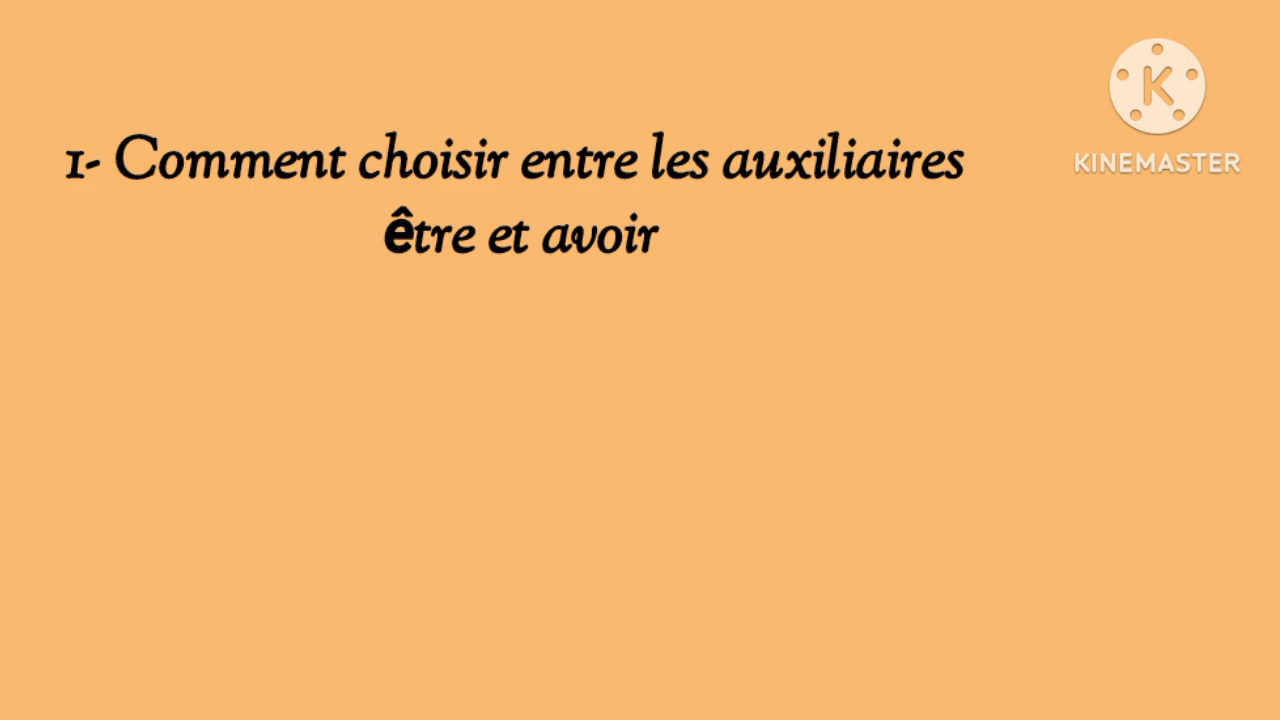 1- Comment choisir entre les auxiliaires
être et avoir
K
KINEMASTER